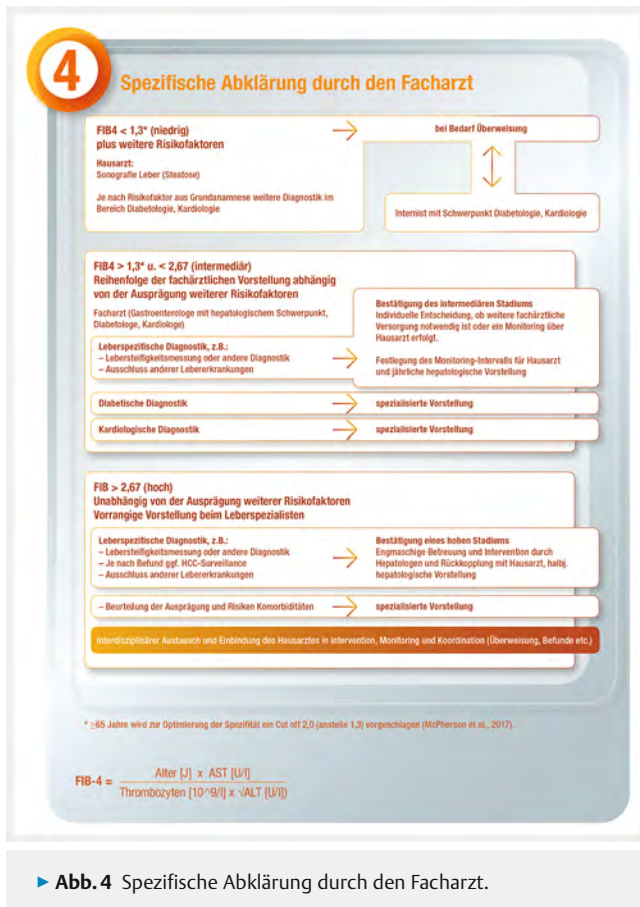 4
Spezifische Abklärung durch den Facharzt
FIB4 < 1,3* (niedrig)
plus weitere Risikofaktoren
Hausarzt:
Sonografie Leber (Steatose)
Je nach Risikofaktor aus Grundanamnese weitere Diagnostik im
Bereich Diabetologie, Kardiologie
bei Bedarf Überweisung
Internist mit Schwerpunkt Diabetologie, Kardiologie
FIB4 > 1,3* u. < 2,67 (intermediär)
Reihenfolge der fachärztlichen Vorstellung abhängig
von der Ausprägung weiterer Risikofaktoren
Facharzt (Gastroenterologe mit hepatologischem Schwerpunkt,
Diabetologe, Kardiologe)
Leberspezifische Diagnostik, z.B.:
– Lebersteifigkeitsmessung oder andere Diagnostik
– Ausschluss anderer Lebererkrankungen
Bestätigung des intermediären Stadiums
Individuelle Entscheidung, ob weitere fachärztliche
Versorgung notwendig ist oder ein Monitoring über
Hausarzt erfolgt.
Festlegung des Monitoring-Intervalls für Hausarzt
und jährliche hepatologische Vorstellung
Diabetische Diagnostik
spezialisierte Vorstellung
Kardiologische Diagnostik
spezialisierte Vorstellung
FIB > 2,67 (hoch)
Unabhängig von der Ausprägung weiterer Risikofaktoren
Vorrangige Vorstellung beim Leberspezialisten
Leberspezifische Diagnostik, z.B.:
– Lebersteifigkeitsmessung oder andere Diagnostik
– Je nach Befund ggf. HCC-Surveillance
– Ausschluss anderer Lebererkrankungen
Bestätigung eines hohen Stadiums
Engmaschige Betreuung und Intervention durch
Hepatologen und Rückkopplung mit Hausarzt, halbj.
hepatologische Vorstellung
– Beurteilung der Ausprägung und Risiken Komorbiditäten
spezialisierte Vorstellung
Interdisziplinärer Austausch und Einbindung des Hausarztes in Intervention, Monitoring und Koordination (Überweisung, Befunde etc.)
* ≥65 Jahre wird zur Optimierung der Spezifität ein Cut off 2,0 (anstelle 1,3) vorgeschlagen (McPherson et al., 2017).
FIB-4 = Alter [J] x AST [U/l]
Thrombozyten [10^9/l] x √ALT [U/l])
▶ Abb. 4 Spezifische Abklärung durch den Facharzt.